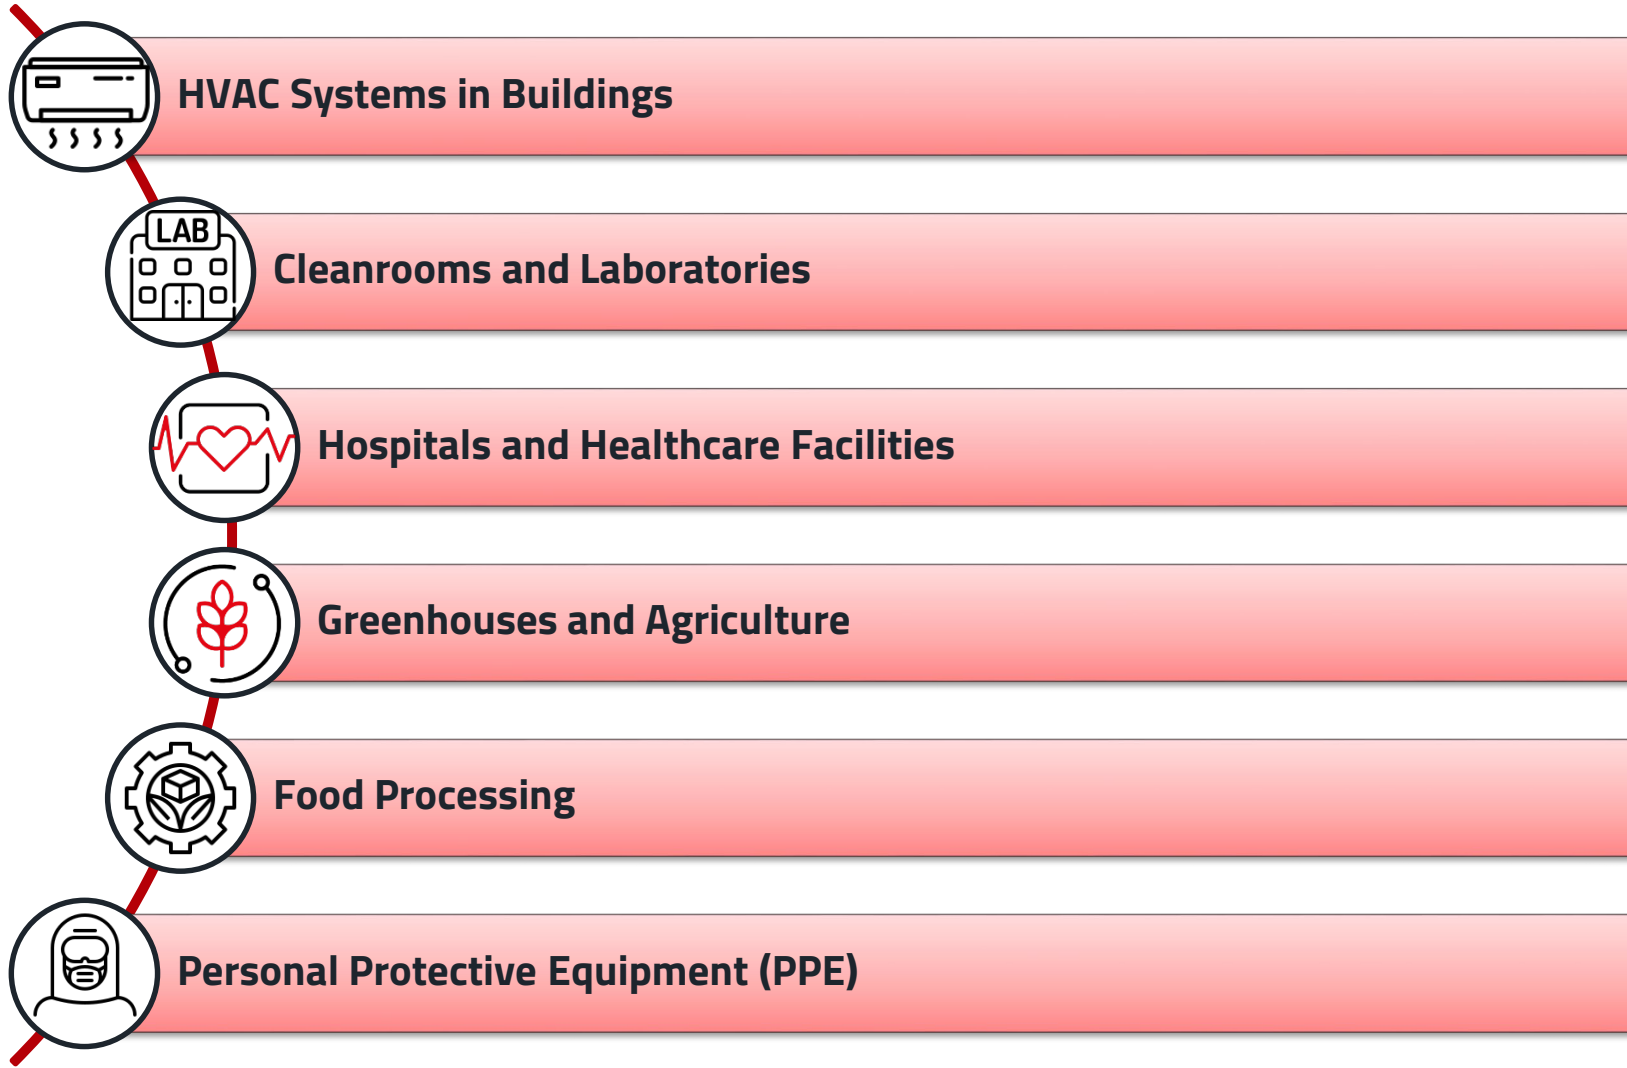 HVAC Systems in Buildings
LAB
Cleanrooms and Laboratories
Hospitals and Healthcare Facilities
Greenhouses and Agriculture
Food Processing
Personal Protective Equipment (PPE)